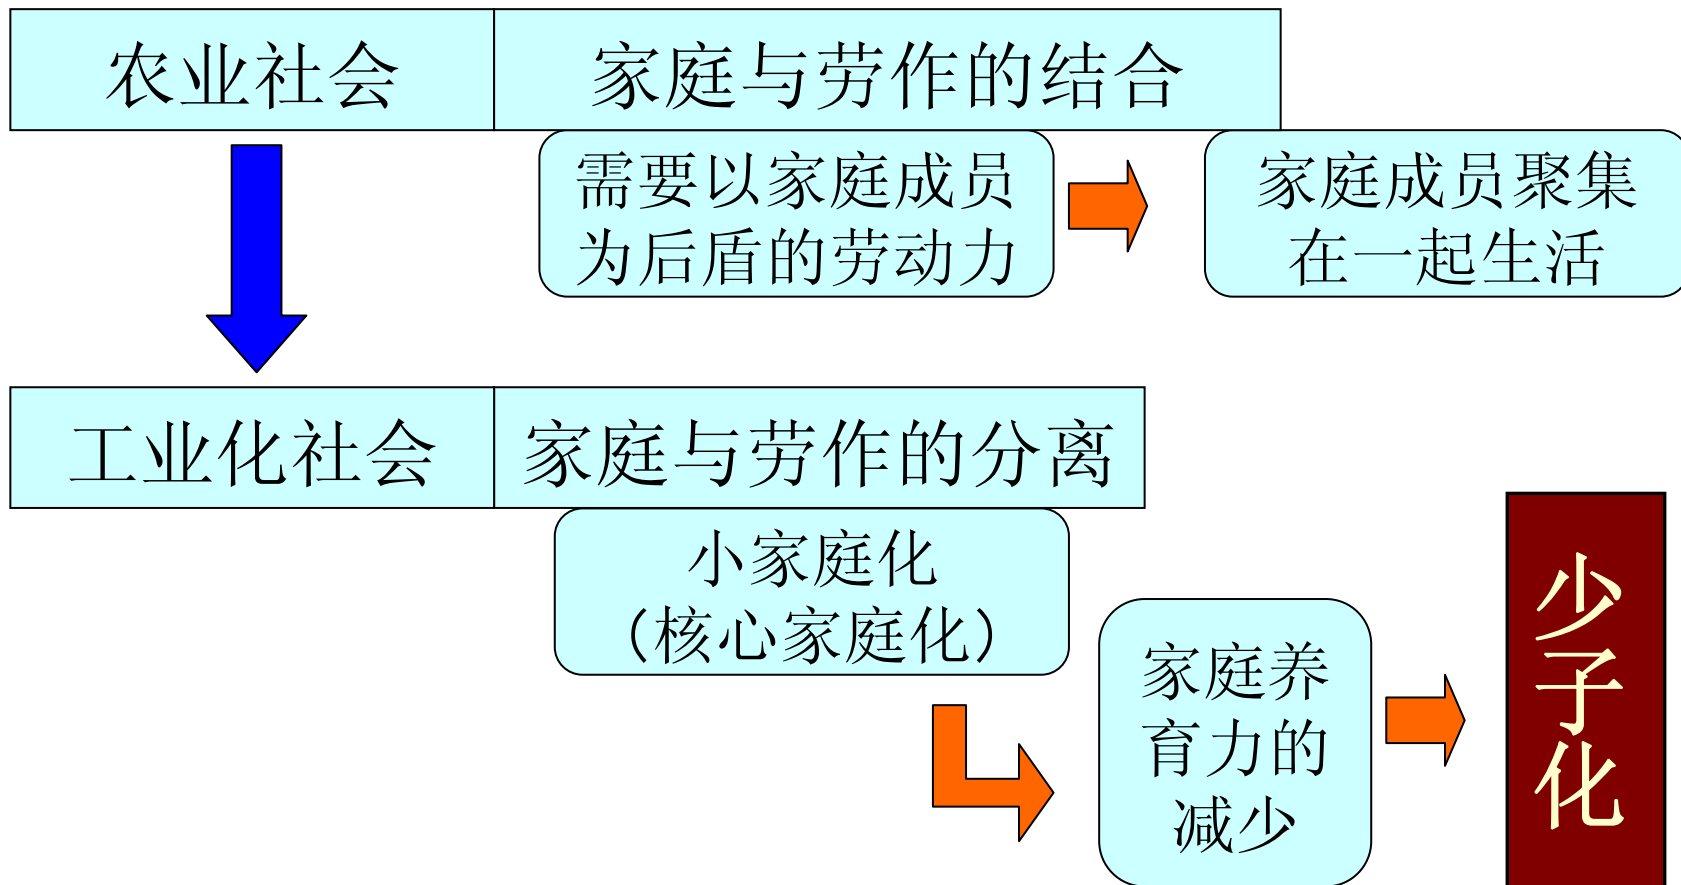 农业社会
家庭与劳作的结合
需要以家庭成员
为后盾的劳动力
家庭成员聚集
在一起生活
工业化社会
家庭与劳作的分离
小家庭化
（核心家庭化）
家庭养
育力的
减少
少子化